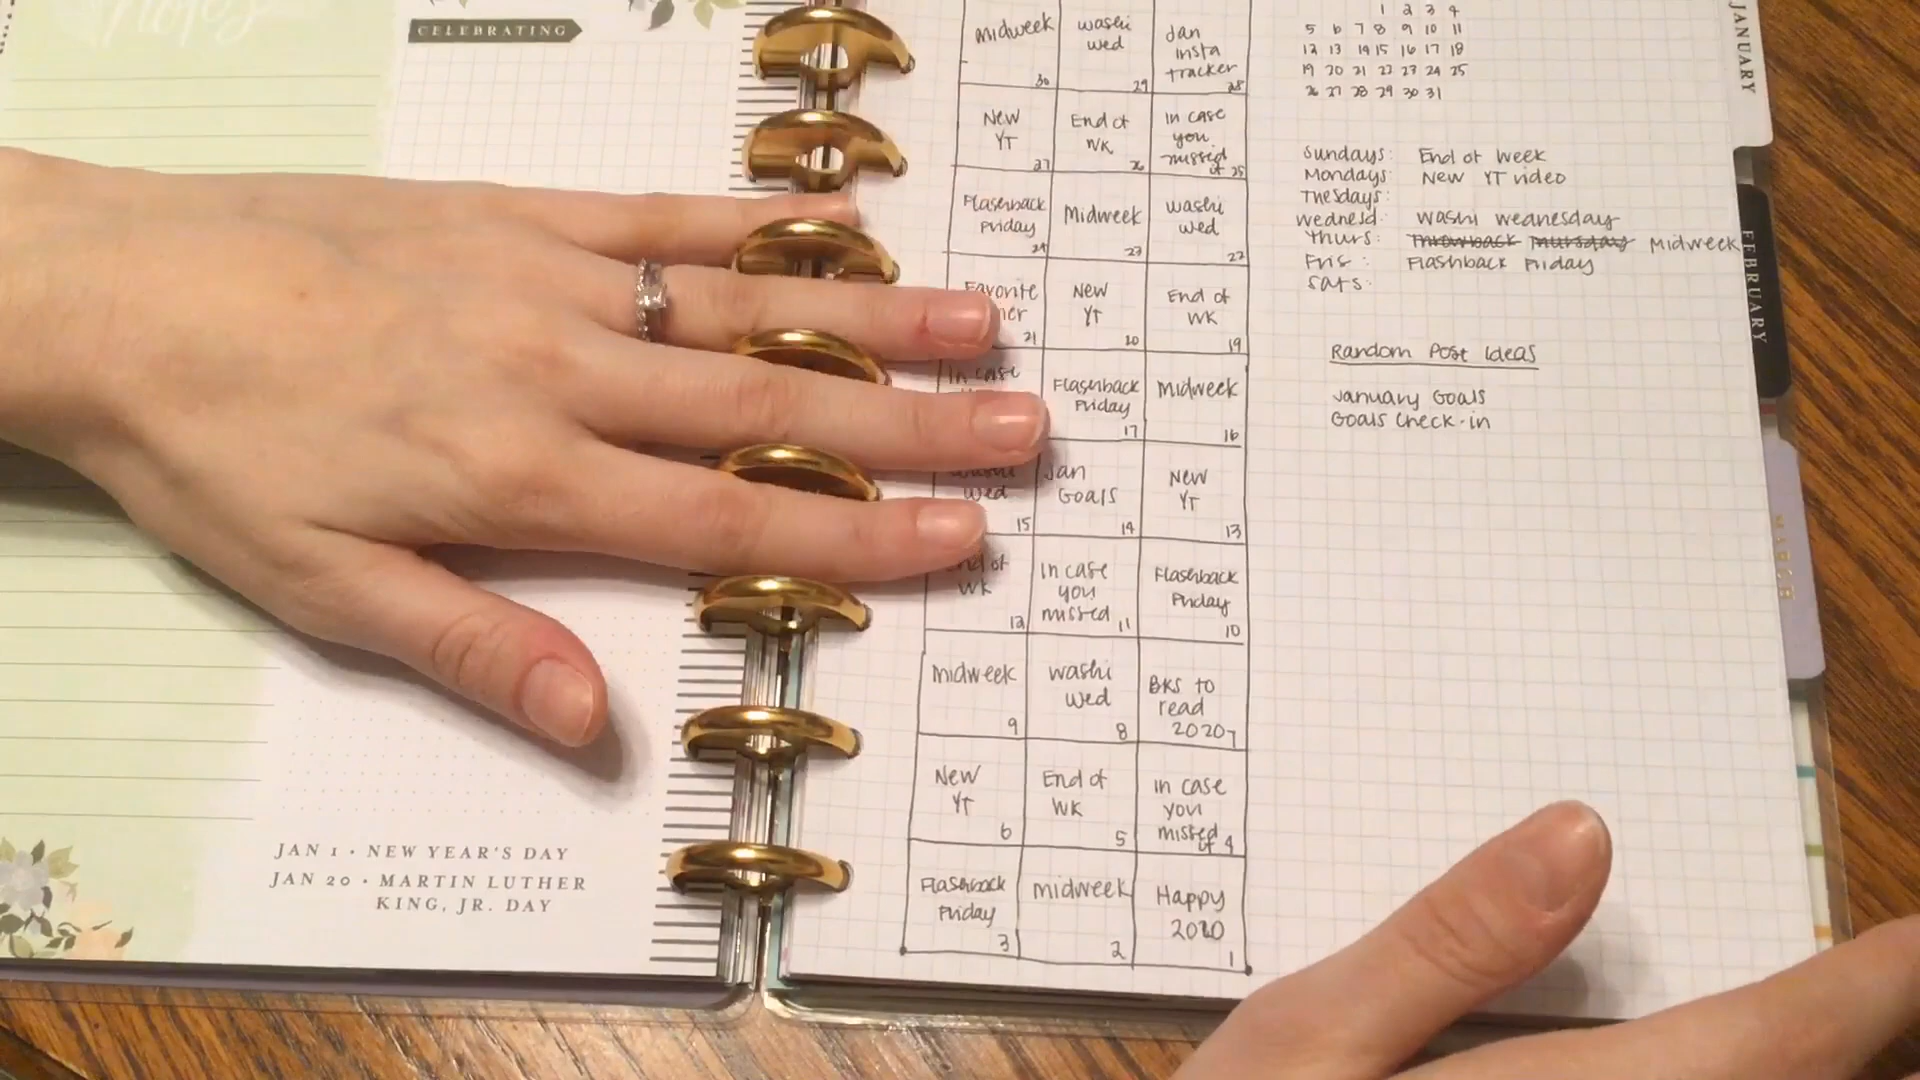 Notes
CELEBRATING
JAN 1 • NEW YEAR'S DAY
JAN 20 • MARTIN LUTHER
KING, JR. DAY
midweek
30
washi
wed
29
Jan
Insta
tracker
28
New
YT
27
End of
WK
26
In case
you
missed
it 25
Flashback
Friday
24
Midweek
23
washi
wed
22
Favorite
21
New
YT
20
End of
WK
19
In case
Flashback
Friday
17
Midweek
16
wed
15
Jan
Goals
14
New
YT
13
End of
WK
12
In case
you
missed
11
Flashback
Friday
10
midweek
9
washi
wed
8
BKS to
read
2020
7
New
YT
6
End of
WK
5
In case
you
missed
it 4
Flashback
Friday
3
midweek
2
Happy
2020
1
1 2 3 4
5 6 7 8 9 10 11
12 13 14 15 16 17 18
19 20 21 22 23 24 25
26 27 28 29 30 31
Sundays: End of week
Mondays: New YT video
Tuesdays:
wednesd: washi wednesday
Thurs: Throwback Thursday Midweek
Fris: Flashback Friday
Sats:
Random Post Ideas
January Goals
Goals Check-in
JANUARY
FEBRUARY
MARCH